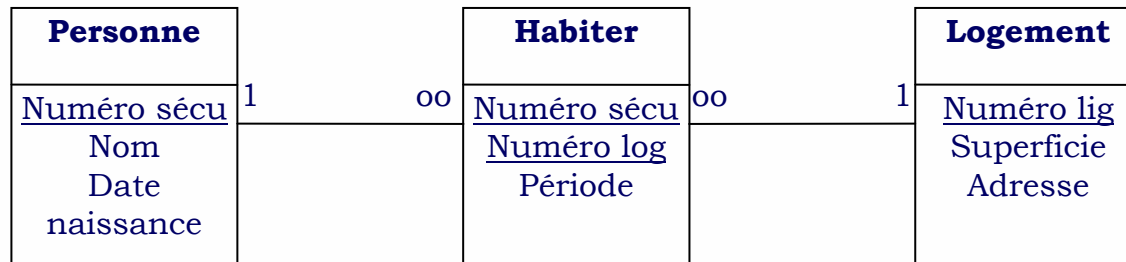 Personne
Numéro sécu
Nom
Date
naissance
1
oo
Habiter
Numéro sécu
Numéro log
Période
oo
1
Logement
Numéro lig
Superficie
Adresse